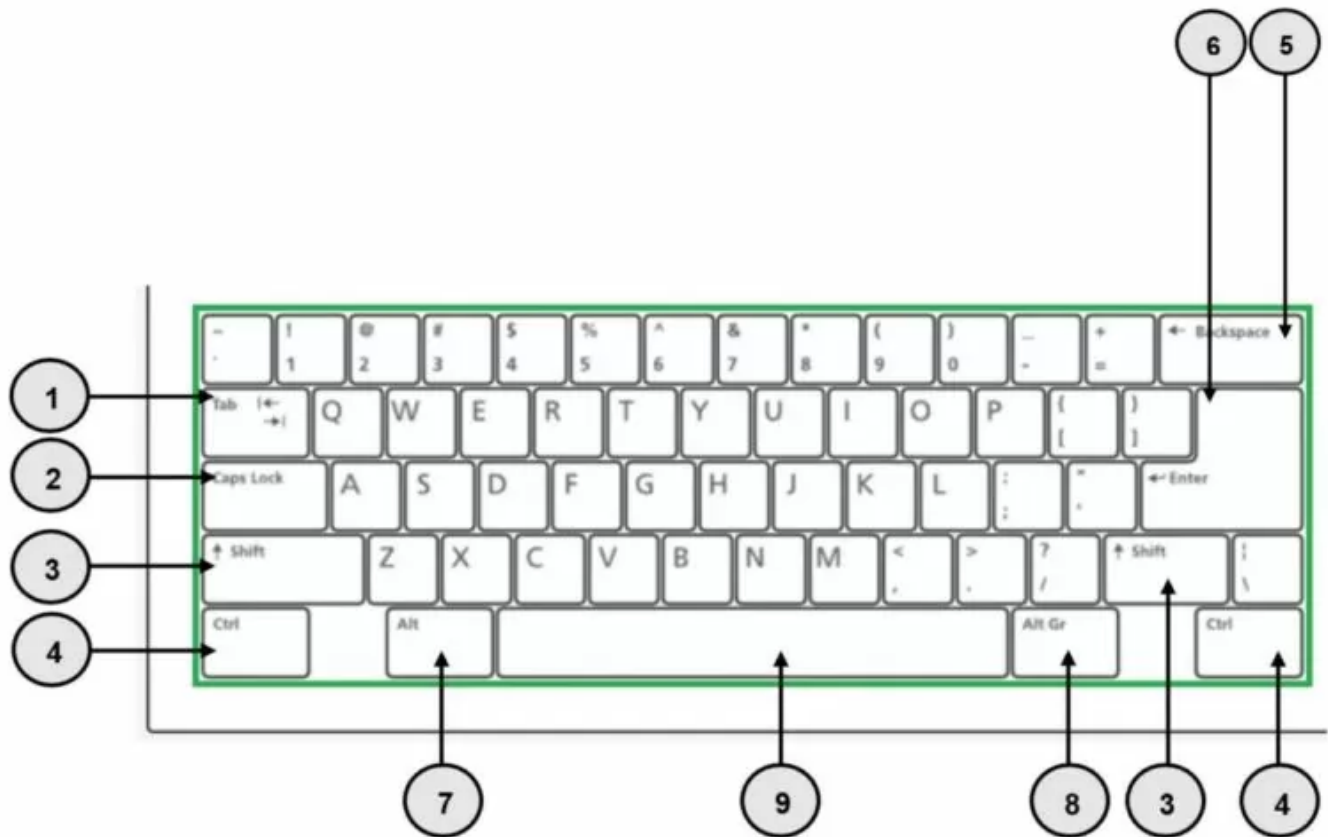 6 5
~ ! @ # $ % ^ & * ( ) _ + ← Backspace
` 1 2 3 4 5 6 7 8 9 0 - =
1 Tab Q W E R T Y U I O P { }
[ ]
2 Caps Lock A S D F G H J K L : " ↵ Enter
; '
3 ↑ Shift Z X C V B N M < > ? ↑ Shift ¦
, . / \
4 Ctrl Alt Alt Gr Ctrl
7 9 8 3 4